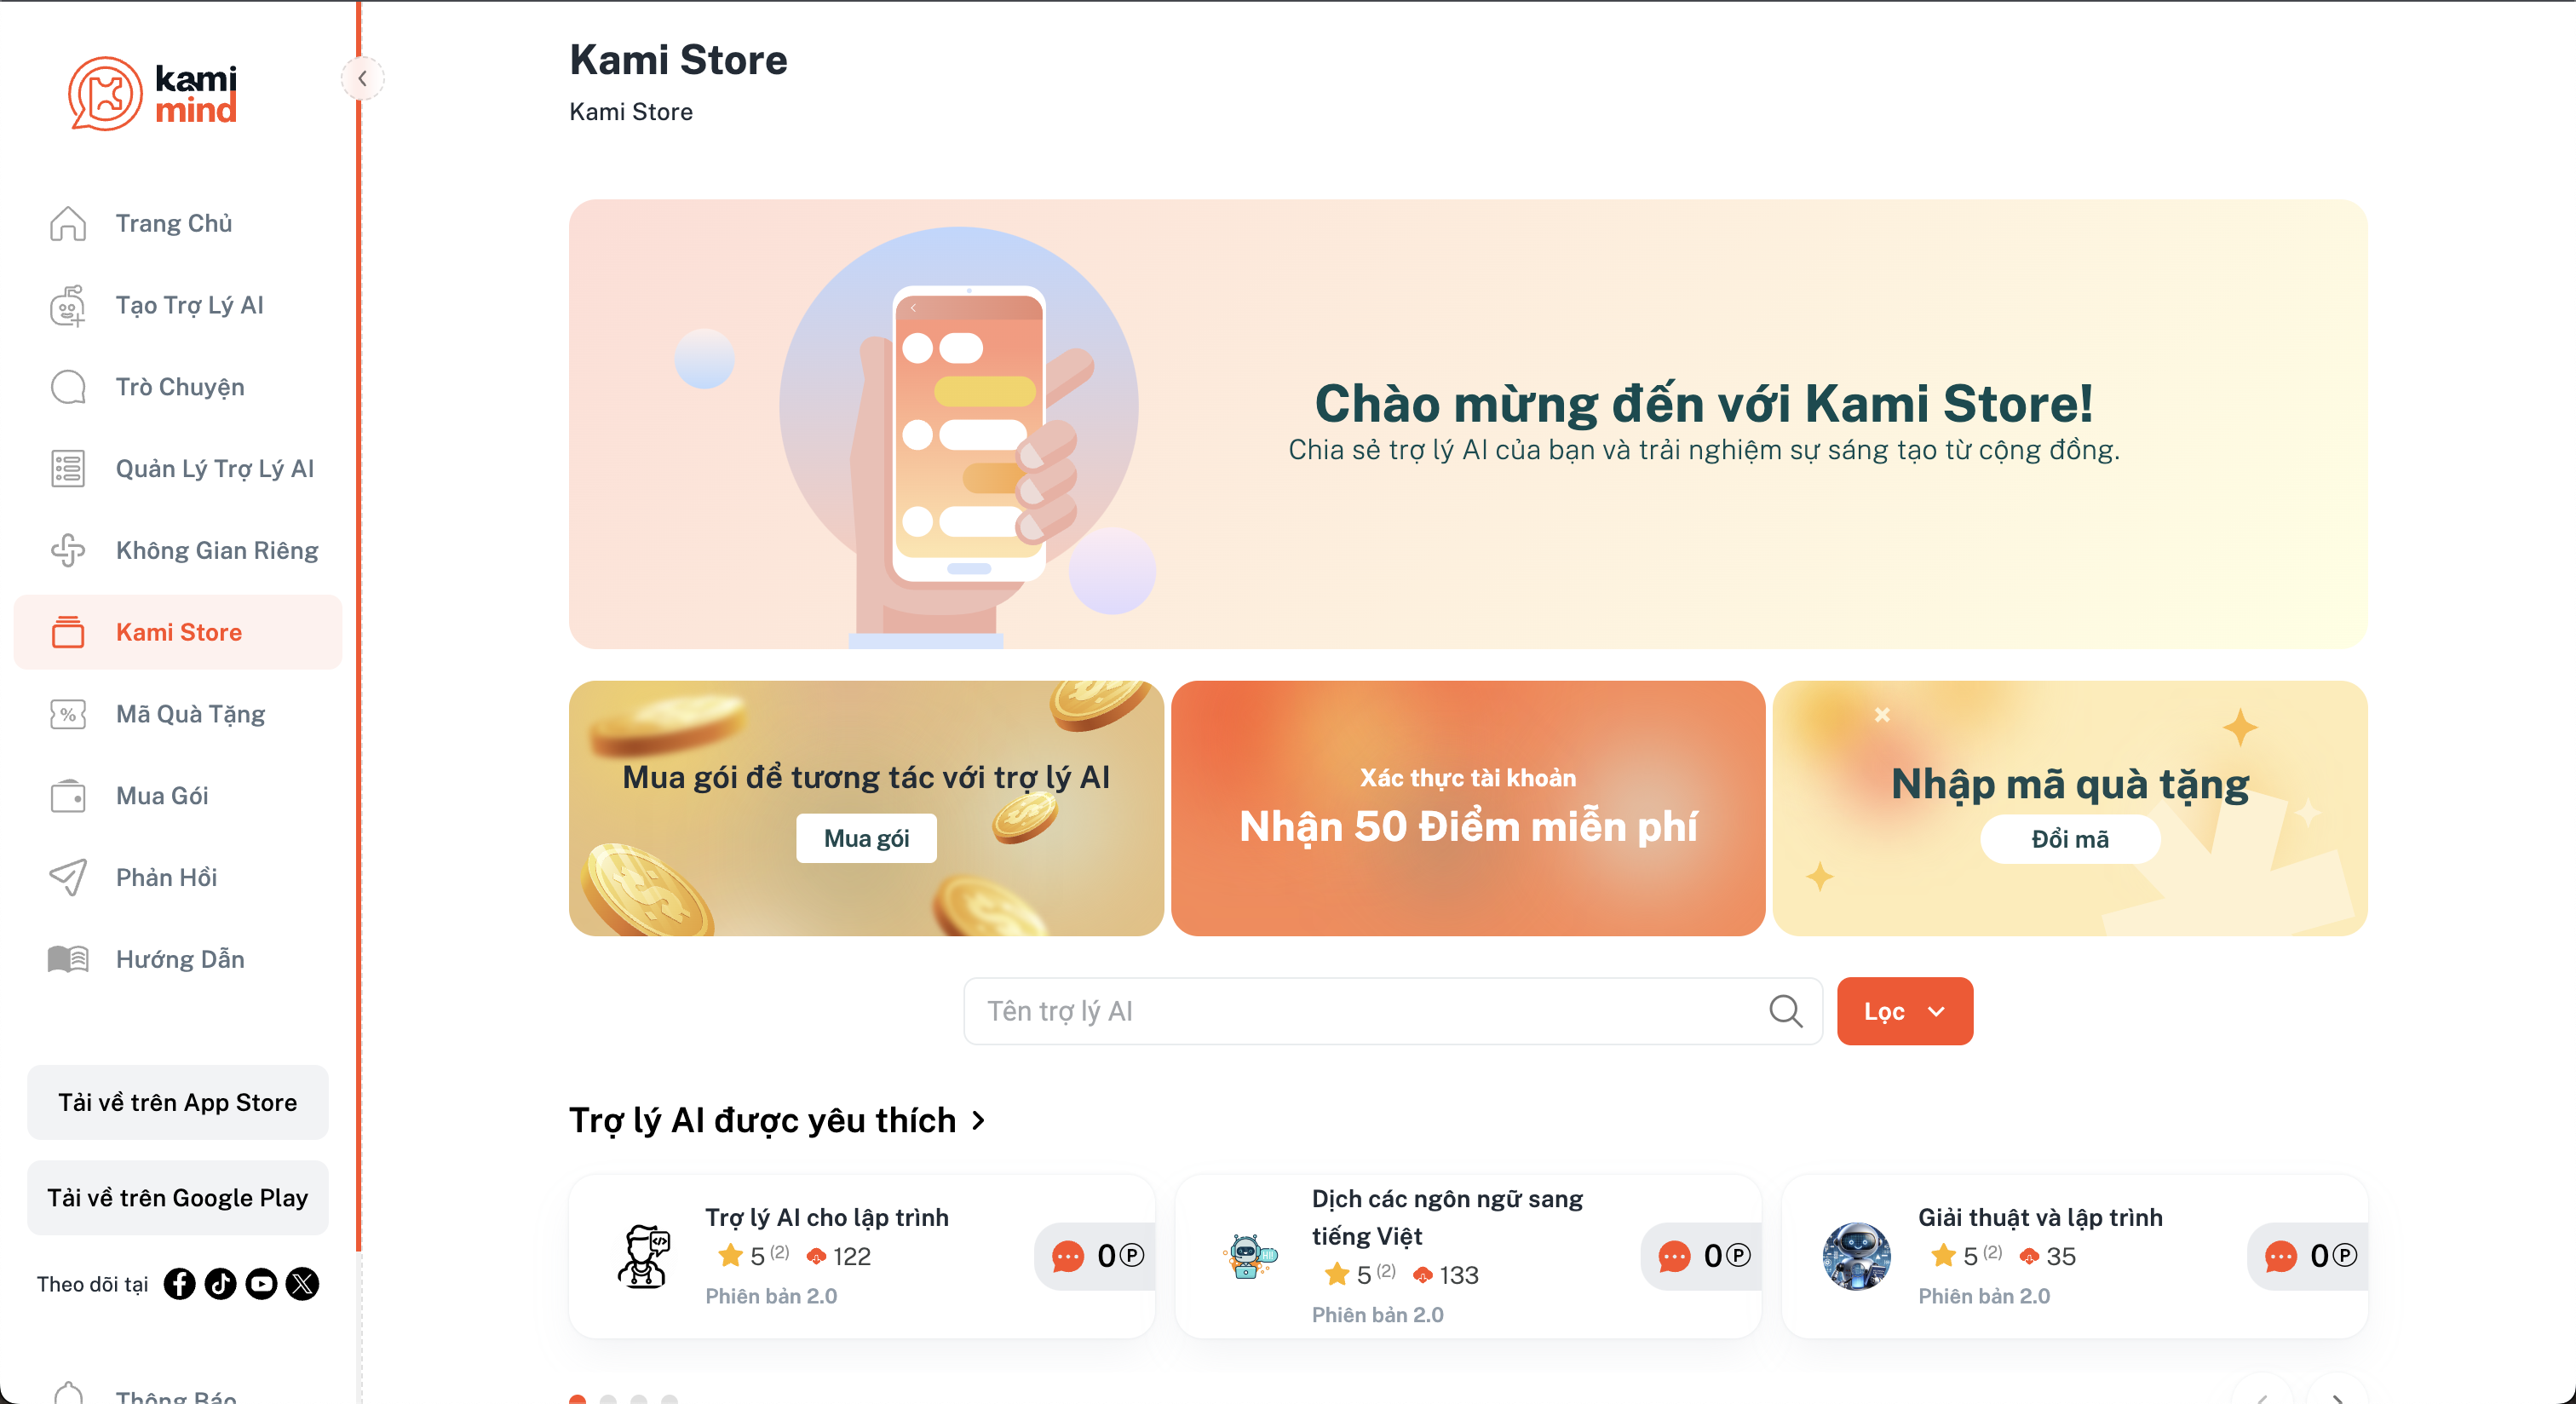 kami
mind
Trang Chủ
Tạo Trợ Lý AI
Trò Chuyện
Quản Lý Trợ Lý AI
Không Gian Riêng
Kami Store
Mã Quà Tặng
Mua Gói
Phản Hồi
Hướng Dẫn
Tải về trên App Store
Tải về trên Google Play
Theo dõi tại
Thông Báo
Kami Store
Kami Store
Chào mừng đến với Kami Store!
Chia sẻ trợ lý AI của bạn và trải nghiệm sự sáng tạo từ cộng đồng.
Mua gói để tương tác với trợ lý AI
Mua gói
Xác thực tài khoản
Nhận 50 Điểm miễn phí
Nhập mã quà tặng
Đổi mã
Tên trợ lý AI
Lọc
Trợ lý AI được yêu thích
Trợ lý AI cho lập trình
5 (2) 122
Phiên bản 2.0
0 P
Dịch các ngôn ngữ sang
tiếng Việt
5 (2) 133
Phiên bản 2.0
0 P
Giải thuật và lập trình
5 (2) 35
Phiên bản 2.0
0 P